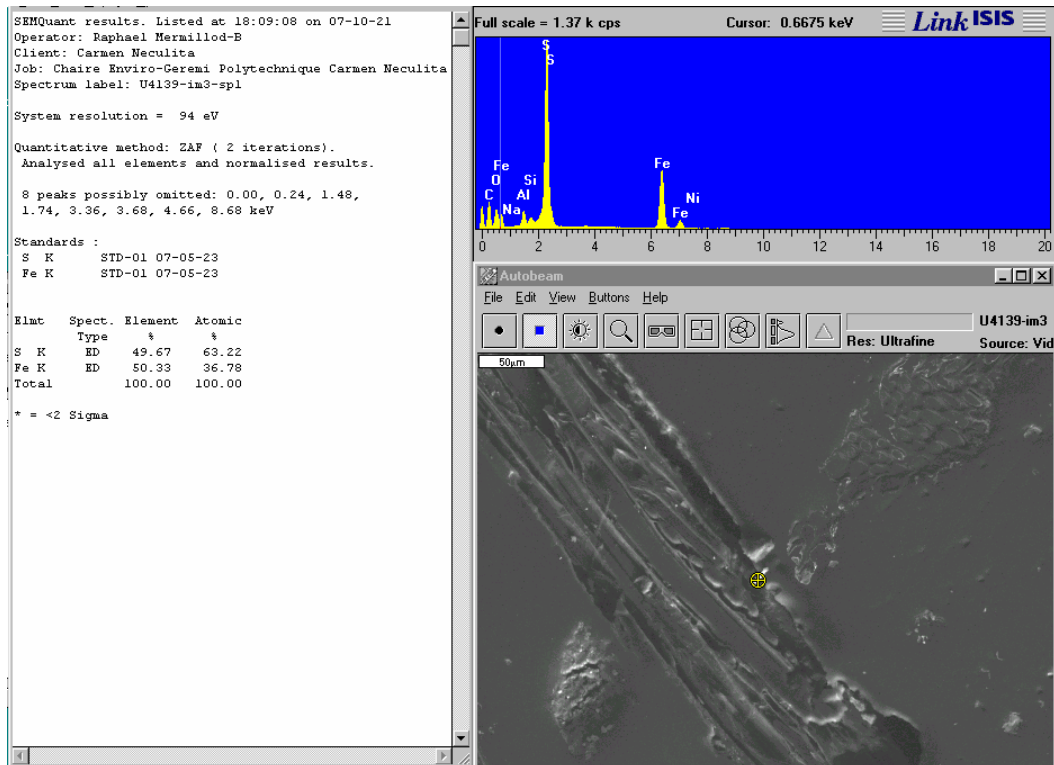 SEMQuant results. Listed at 18:09:08 on 07-10-21
Operator: Raphael Mermillod-B
Client: Carmen Neculita
Job: Chaire Enviro-Geremi Polytechnique Carmen Neculita
Spectrum label: U4139-im3-sp1
System resolution = 94 eV
Quantitative method: ZAF ( 2 iterations).
Analysed all elements and normalised results.
8 peaks possibly omitted: 0.00, 0.24, 1.48,
1.74, 3.36, 3.68, 4.66, 8.68 keV
Standards :
S K STD-01 07-05-23
Fe K STD-01 07-05-23
Elmt Spect. Element Atomic
Type % %
S K ED 49.67 63.22
Fe K ED 50.33 36.78
Total 100.00 100.00
* = <2 Sigma
Full scale = 1.37 k cps Cursor: 0.6675 keV Link ISIS
S
S
Fe Fe
O Si
C Al Ni
Na Fe
0 2 4 6 8 10 12 14 16 18 20
Autobeam
File Edit View Buttons Help
U4139-im3
Res: Ultrafine Source: Vid
50µm